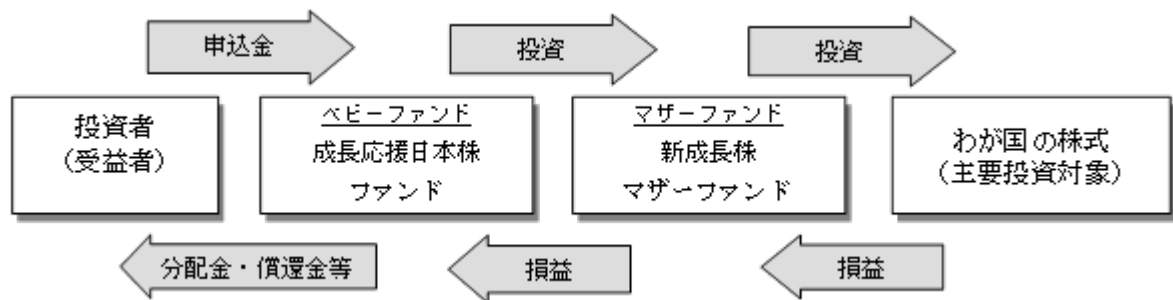 申込金
投資
投資
投資者
(受益者)
ベビーファンド
成長応援日本株
ファンド
マザーファンド
新成長株
マザーファンド
わが国の株式
(主要投資対象)
分配金・償還金等
損益
損益